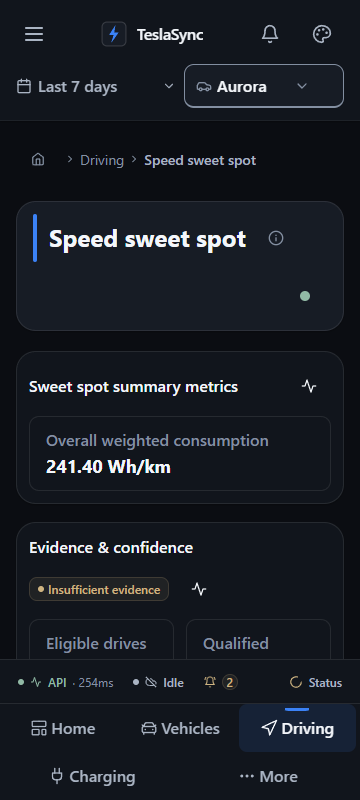 TeslaSync
Last 7 days
Aurora
Driving
Speed sweet spot
Speed sweet spot
Sweet spot summary metrics
Overall weighted consumption
241.40 Wh/km
Evidence & confidence
Insufficient evidence
Eligible drives
Qualified
API · 254ms
Idle
2
Status
Home
Vehicles
Driving
Charging
More